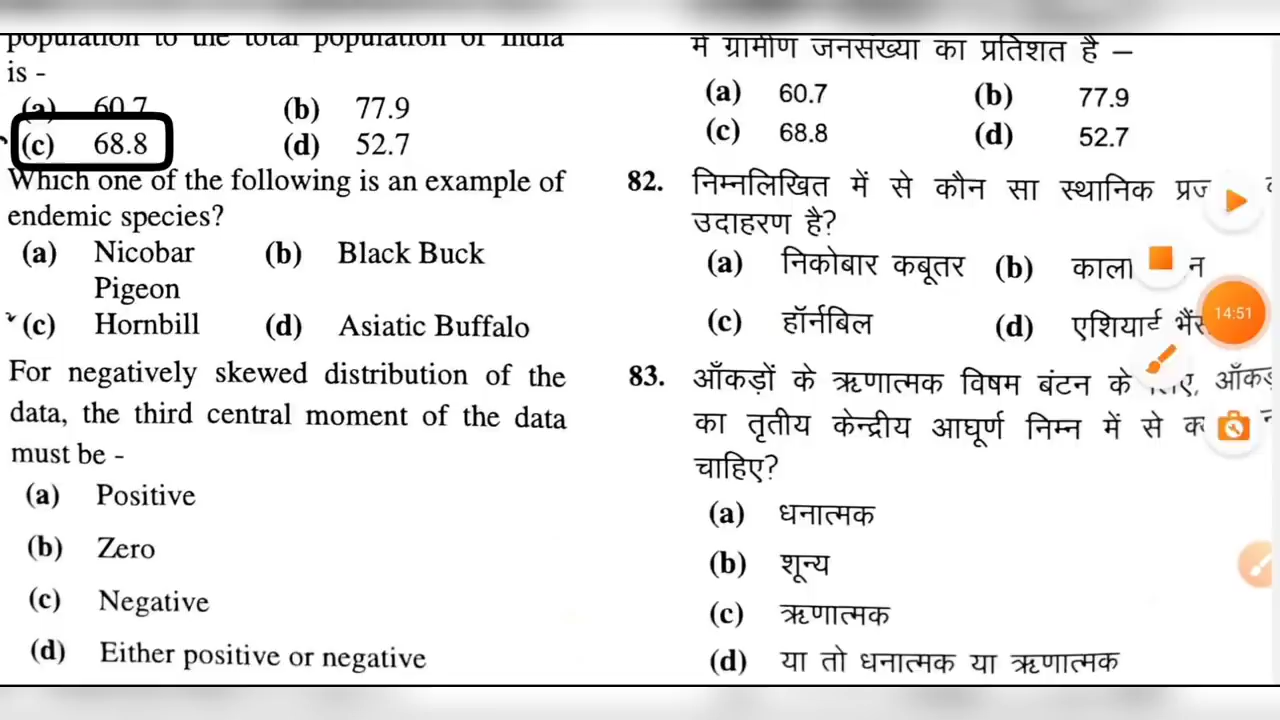 population to the total population of India
is -
(a) 60.7 (b) 77.9
(c) 68.8 (d) 52.7
Which one of the following is an example of
endemic species?
(a) Nicobar (b) Black Buck
Pigeon
(c) Hornbill (d) Asiatic Buffalo
For negatively skewed distribution of the
data, the third central moment of the data
must be -
(a) Positive
(b) Zero
(c) Negative
(d) Either positive or negative
में ग्रामीण जनसंख्या का प्रतिशत है –
(a) 60.7 (b) 77.9
(c) 68.8 (d) 52.7
82. निम्नलिखित में से कौन सा स्थानिक
उदाहरण है?
(a) निकोबार कबूतर (b) काला
(c) हॉर्नबिल (d)
83. आँकड़ों के ऋणात्मक विषम बंटन के
का तृतीय केन्द्रीय आघूर्ण निम्न में से
चाहिए?
(a) धनात्मक
(b) शून्य
(c) ऋणात्मक
(d) या तो धनात्मक या ऋणात्मक
14:51